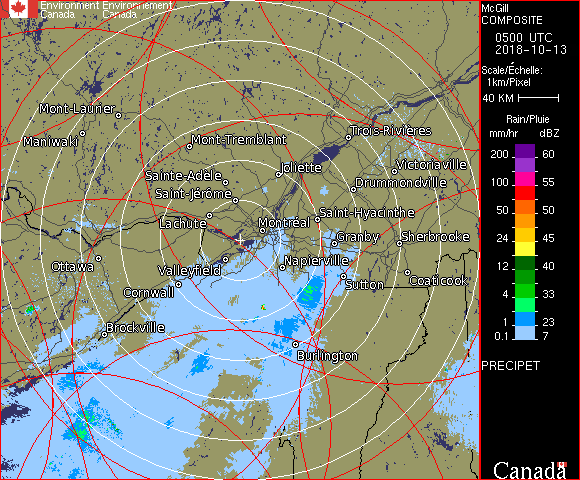 Environment Environnement
Canada Canada
McGill
COMPOSITE
0500 UTC
2018-10-13
Scale/Échelle:
1km/Pixel
40 KM
Rain/Pluie
mm/hr dBZ
200 60
150 57
100 55
50 50
24 45
12 40
4 33
1 23
0.1 7
PRECIPET
Canada
Mont-Laurier
Maniwaki
Mont-Tremblant
Trois-Rivières
Sainte-Adèle
Joliette
Victoriaville
Saint-Jérôme
Drummondville
Lachute
Montréal
Saint-Hyacinthe
Granby
Sherbrooke
Ottawa
Valleyfield
Napierville
Cornwall
Sutton
Coaticook
Brockville
Burlington